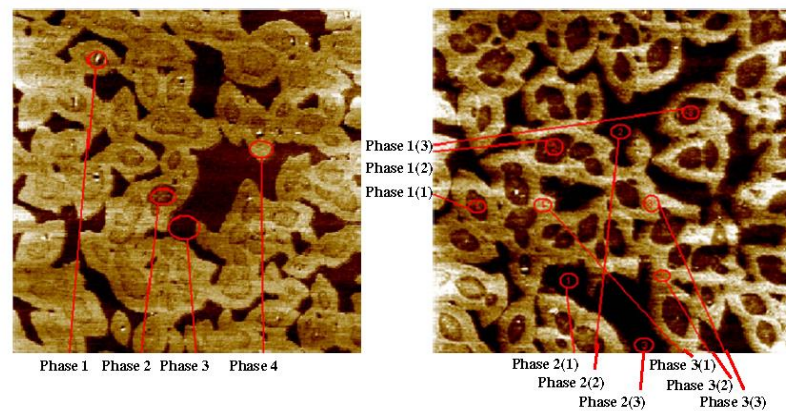 Phase 1(3)
Phase 1(2)
Phase 1(1)
Phase 1 Phase 2 Phase 3 Phase 4
Phase 2(1)
Phase 2(2)
Phase 2(3)
Phase 3(1)
Phase 3(2)
Phase 3(3)